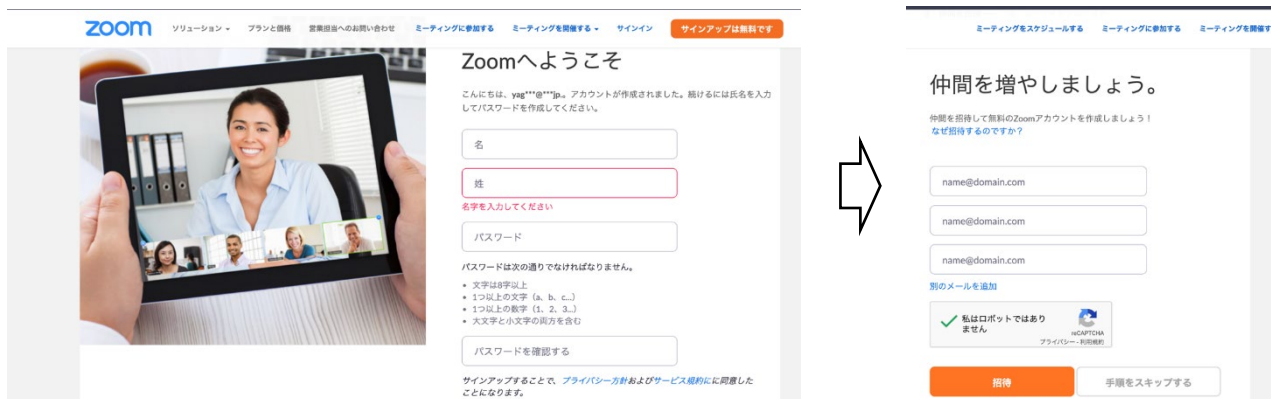 zoom ソリューション プランと価格 営業担当へのお問い合わせ ミーティングに参加する ミーティングを開催する サインイン サインアップは無料です
Zoomへようこそ
こんにちは、yag***@***jp.。アカウントが作成されました。続けるには氏名を入力
してパスワードを作成してください。
名
姓
名字を入力してください
パスワード
パスワードは次の通りでなければなりません。
• 文字は8字以上
• 1つ以上の文字（a、b、c...）
• 1つ以上の数字（1、2、3...）
• 大文字と小文字の両方を含む
パスワードを確認する
サインアップすることで、プライバシー方針およびサービス規約にに同意した
ことになります。
ミーティングをスケジュールする ミーティングに参加する ミーティングを開催す
仲間を増やしましょう。
仲間を招待して無料のZoomアカウントを作成しましょう！
なぜ招待するのですか？
name@domain.com
name@domain.com
name@domain.com
別のメールを追加
私はロボットではあり
ません
reCAPTCHA
プライバシー - 利用規約
招待 手順をスキップする